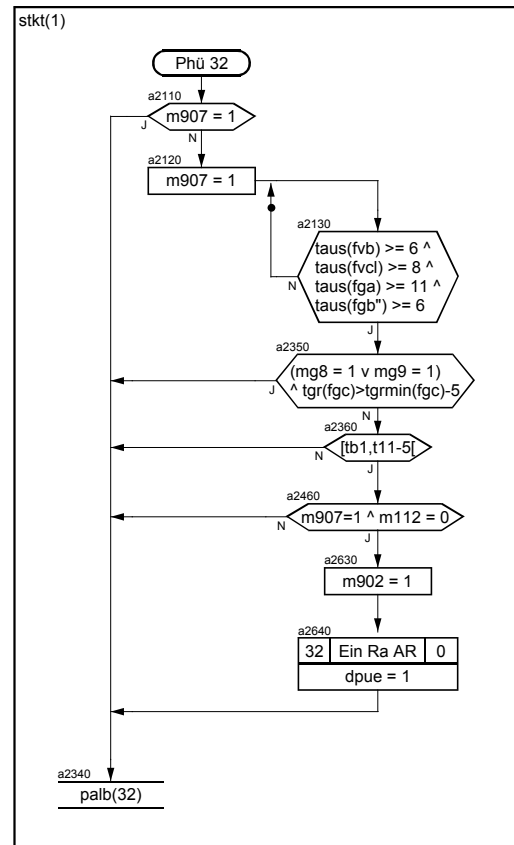 stkt(1)
Phü 32
a2110
m907 = 1
J
N
a2120
m907 = 1
a2130
taus(fvb) >= 6 ^
taus(fvcl) >= 8 ^
taus(fga) >= 11 ^
taus(fgb") >= 6
N
J
a2350
(mg8 = 1 v mg9 = 1)
^ tgr(fgc)>tgrmin(fgc)-5
J
N
a2360
[tb1,t11-5[
N
J
a2460
m907=1 ^ m112 = 0
N
J
a2630
m902 = 1
a2640
32 Ein Ra AR 0
dpue = 1
a2340
palb(32)